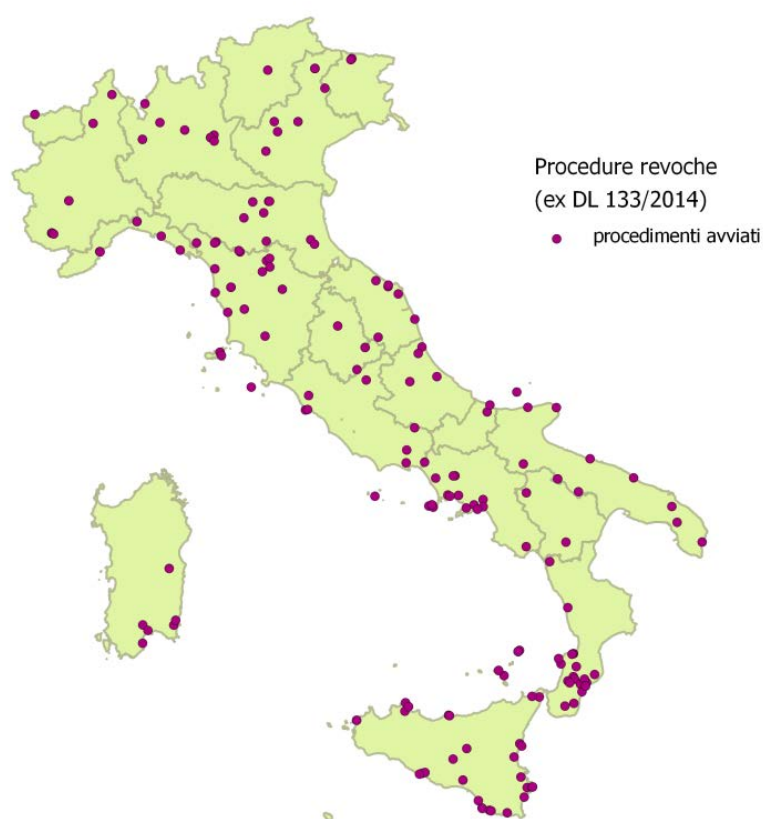 Procedure revoche
(ex DL 133/2014)
procedimenti avviati